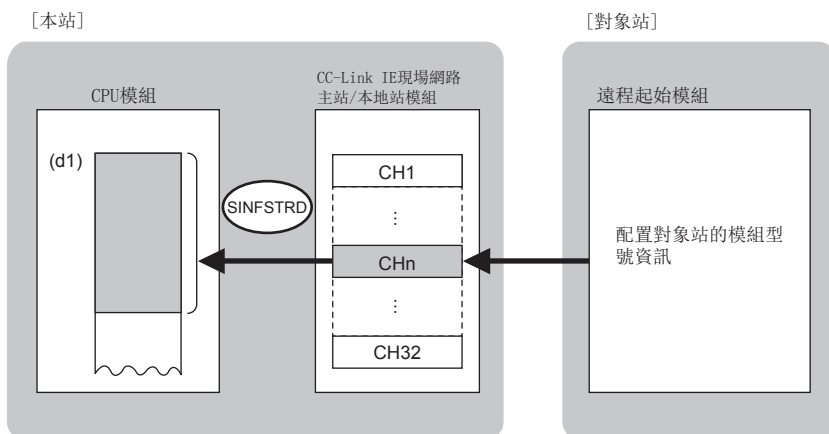 [本站]
[對象站]
CPU模組
CC-Link IE現場網路
主站/本地站模組
遠程起始模組
(d1)
SINFSTRD
CH1
⋮
CHn
⋮
CH32
配置對象站的模組型
號資訊